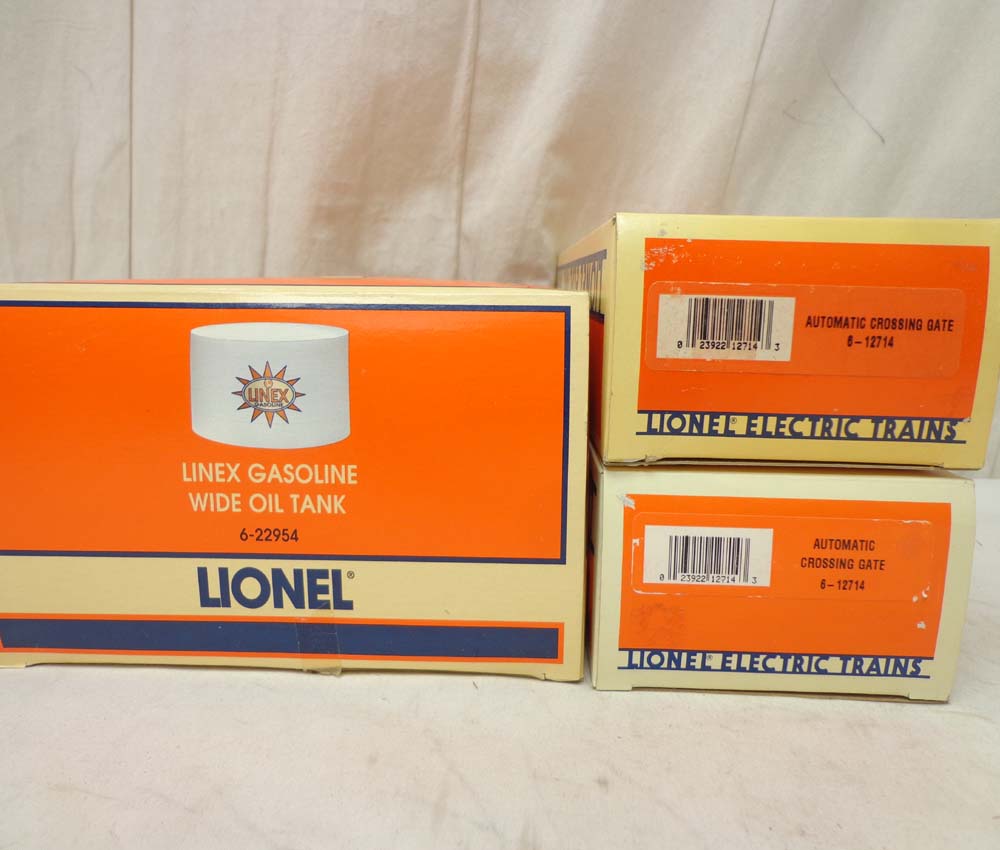 LINEX
GASOLINE
LINEX GASOLINE
WIDE OIL TANK
6-22954
LIONEL®
AUTOMATIC CROSSING GATE
6-12714
0 23922 12714 3
LIONEL® ELECTRIC TRAINS
AUTOMATIC
CROSSING GATE
6-12714
0 23922 12714 3
LIONEL® ELECTRIC TRAINS